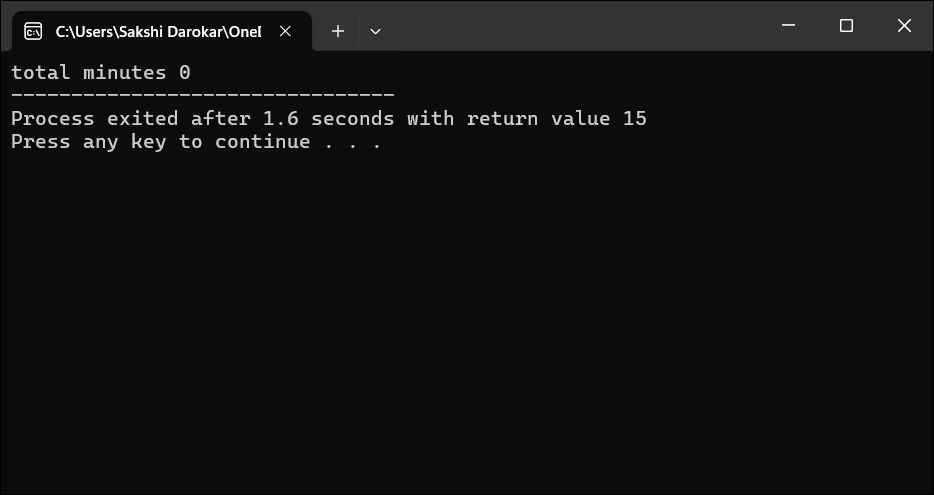 C:\Users\Sakshi Darokar\Onel
total minutes 0
--------------------------------
Process exited after 1.6 seconds with return value 15
Press any key to continue . . .